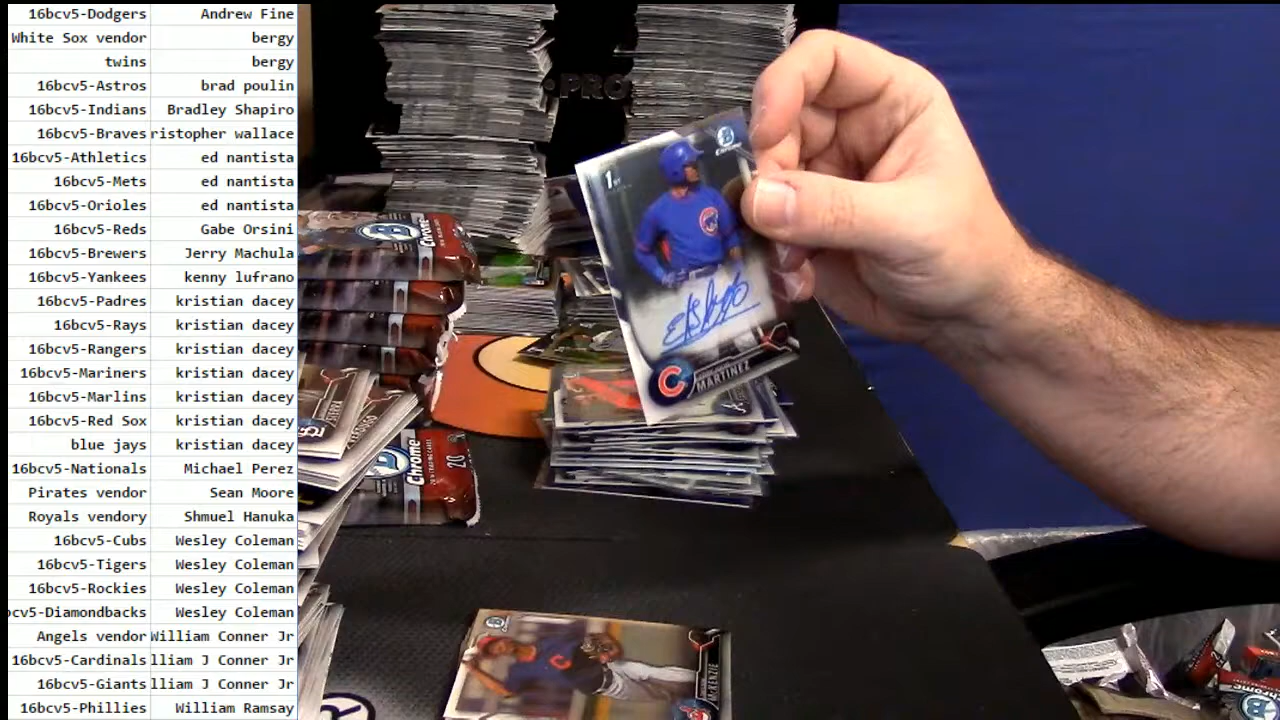 16bcv5-Dodgers Andrew Fine
White Sox vendor bergy
twins bergy
16bcv5-Astros brad poulin
16bcv5-Indians Bradley Shapiro
16bcv5-Braves ristopher wallace
16bcv5-Athletics ed nantista
16bcv5-Mets ed nantista
16bcv5-Orioles ed nantista
16bcv5-Reds Gabe Orsini
16bcv5-Brewers Jerry Machula
16bcv5-Yankees kenny lufrano
16bcv5-Padres kristian dacey
16bcv5-Rays kristian dacey
16bcv5-Rangers kristian dacey
16bcv5-Mariners kristian dacey
16bcv5-Marlins kristian dacey
16bcv5-Red Sox kristian dacey
blue jays kristian dacey
16bcv5-Nationals Michael Perez
Pirates vendor Sean Moore
Royals vendory Shmuel Hanuka
16bcv5-Cubs Wesley Coleman
16bcv5-Tigers Wesley Coleman
16bcv5-Rockies Wesley Coleman
bcv5-Diamondbacks Wesley Coleman
Angels vendor William Conner Jr
16bcv5-Cardinals lliam J Conner Jr
16bcv5-Giants lliam J Conner Jr
16bcv5-Phillies William Ramsay
PRO
1st
MARTINEZ
Chrome
Chrome
SIERRA
MCKENZIE